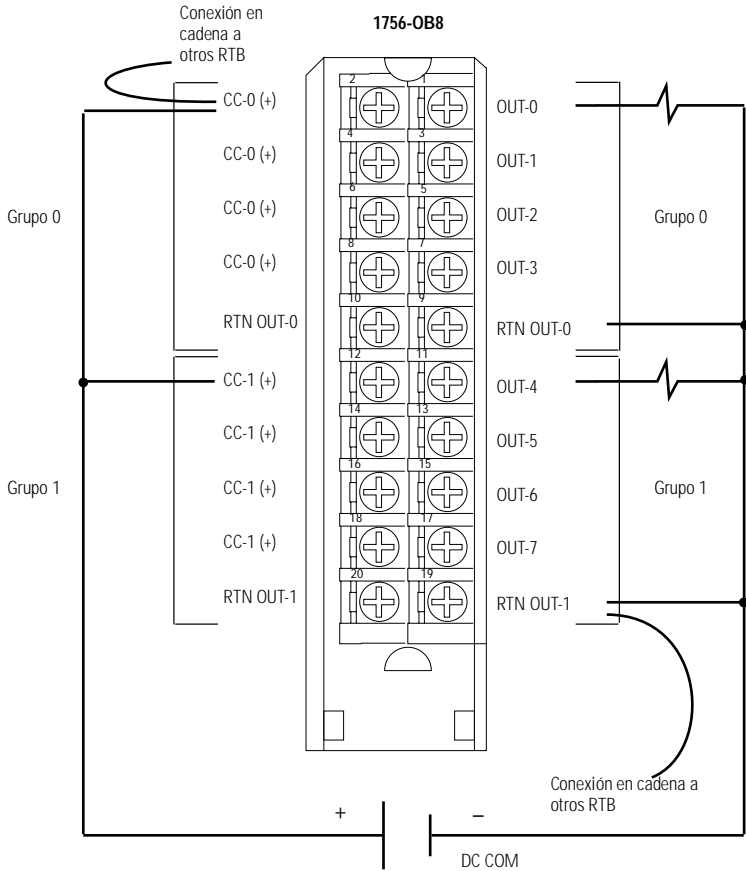 Conexión en
cadena a
otros RTB
1756-OB8
CC-0 (+) 2 1 OUT-0
CC-0 (+) 4 3 OUT-1
CC-0 (+) 6 5 OUT-2
Grupo 0 Grupo 0
CC-0 (+) 8 7 OUT-3
RTN OUT-0 10 9 RTN OUT-0
CC-1 (+) 12 11 OUT-4
CC-1 (+) 14 13 OUT-5
CC-1 (+) 16 15 OUT-6
Grupo 1 Grupo 1
CC-1 (+) 18 17 OUT-7
RTN OUT-1 20 19 RTN OUT-1
Conexión en cadena a
otros RTB
+ –
DC COM